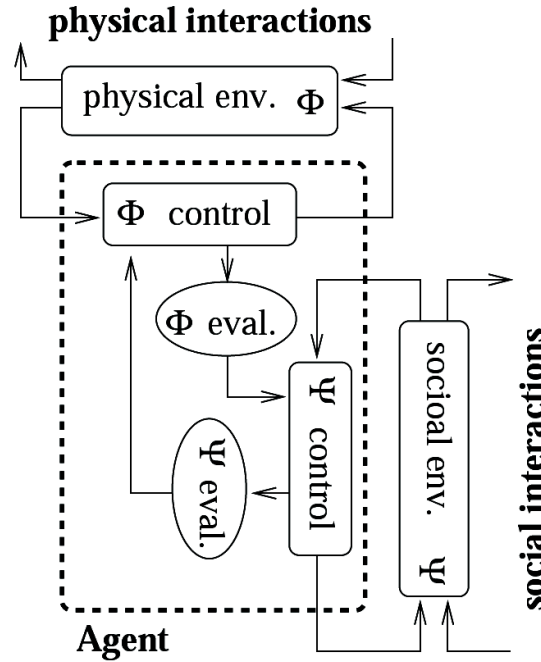 physical interactions
physical env. Φ
Φ control
Φ eval.
Ψ control
Ψ eval.
socioal env. Ψ
social interactions
Agent